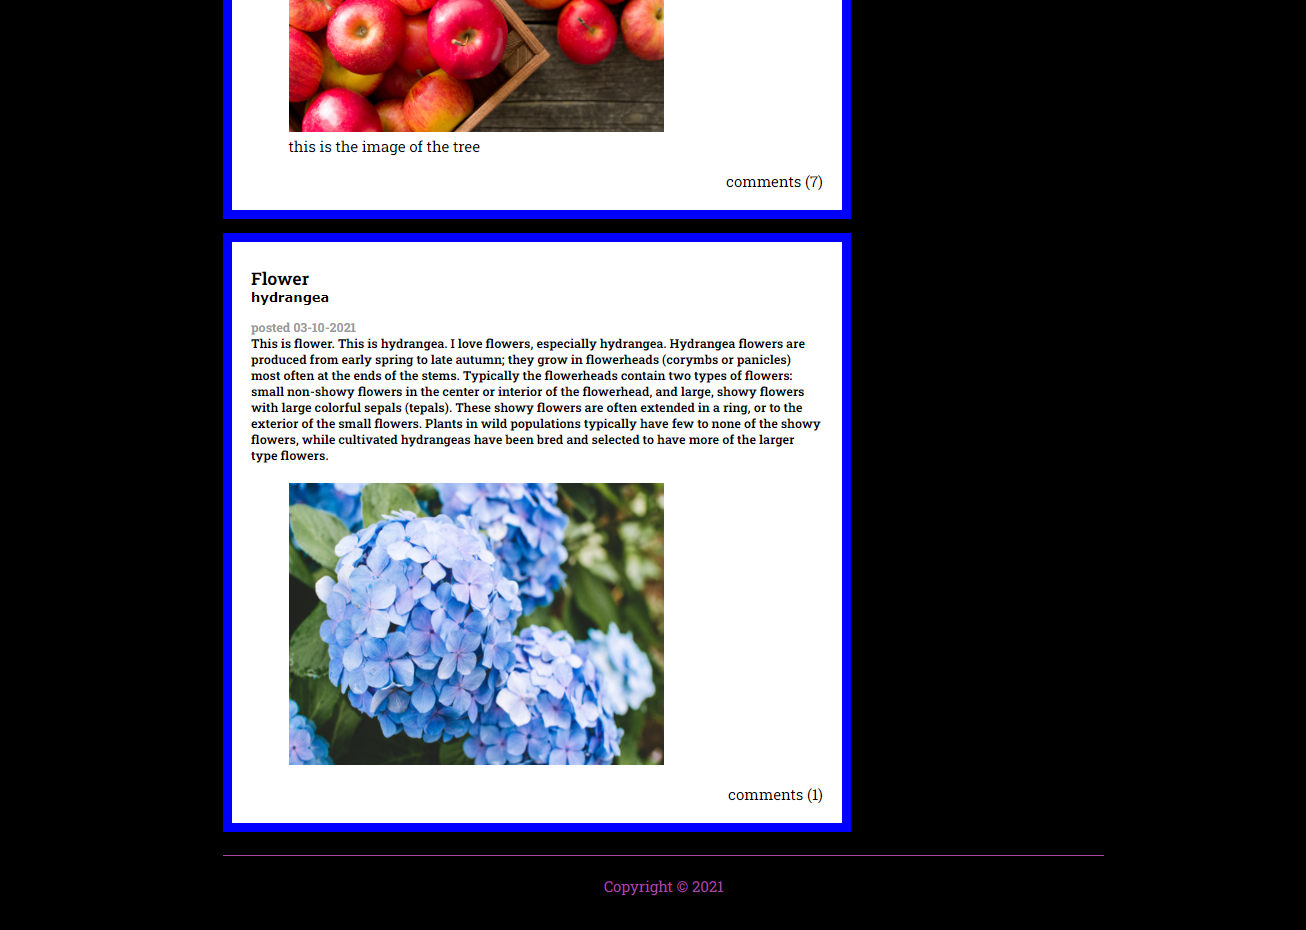 this is the image of the tree
comments (7)
Flower
hydrangea
posted 03-10-2021
This is flower. This is hydrangea. I love flowers, especially hydrangea. Hydrangea flowers are
produced from early spring to late autumn; they grow in flowerheads (corymbs or panicles)
most often at the ends of the stems. Typically the flowerheads contain two types of flowers:
small non-showy flowers in the center or interior of the flowerhead, and large, showy flowers
with large colorful sepals (tepals). These showy flowers are often extended in a ring, or to the
exterior of the small flowers. Plants in wild populations typically have few to none of the showy
flowers, while cultivated hydrangeas have been bred and selected to have more of the larger
type flowers.
comments (1)
Copyright © 2021